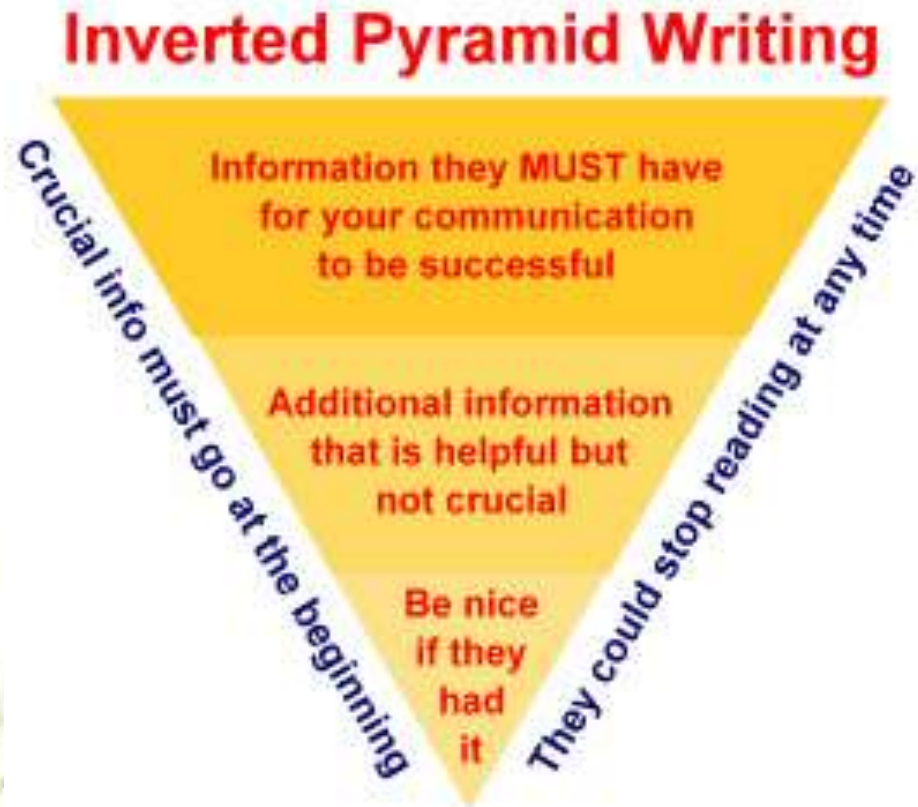 Inverted Pyramid Writing
Crucial info must go at the beginning
Information they MUST have
for your communication
to be successful
Additional information
that is helpful but
not crucial
Be nice
if they
had
it
They could stop reading at any time